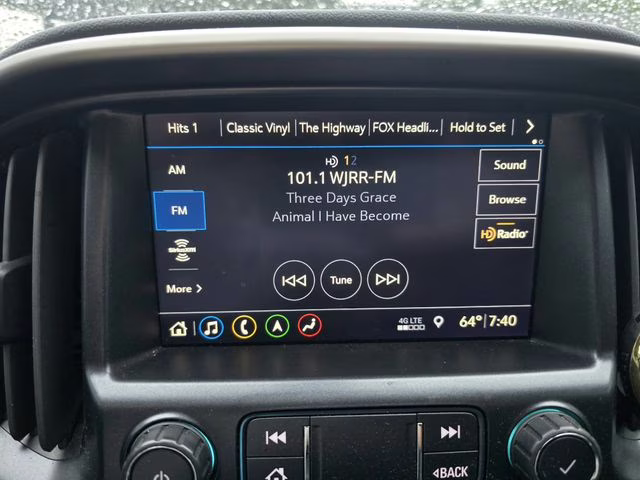 Hits 1 Classic Vinyl The Highway FOX Headli... Hold to Set
AM
HD 1 2
Sound
101.1 WJRR-FM
FM
Three Days Grace
Browse
Animal I Have Become
SiriusXM
HD Radio
Tune
More
4G LTE
64° 7:40
BACK